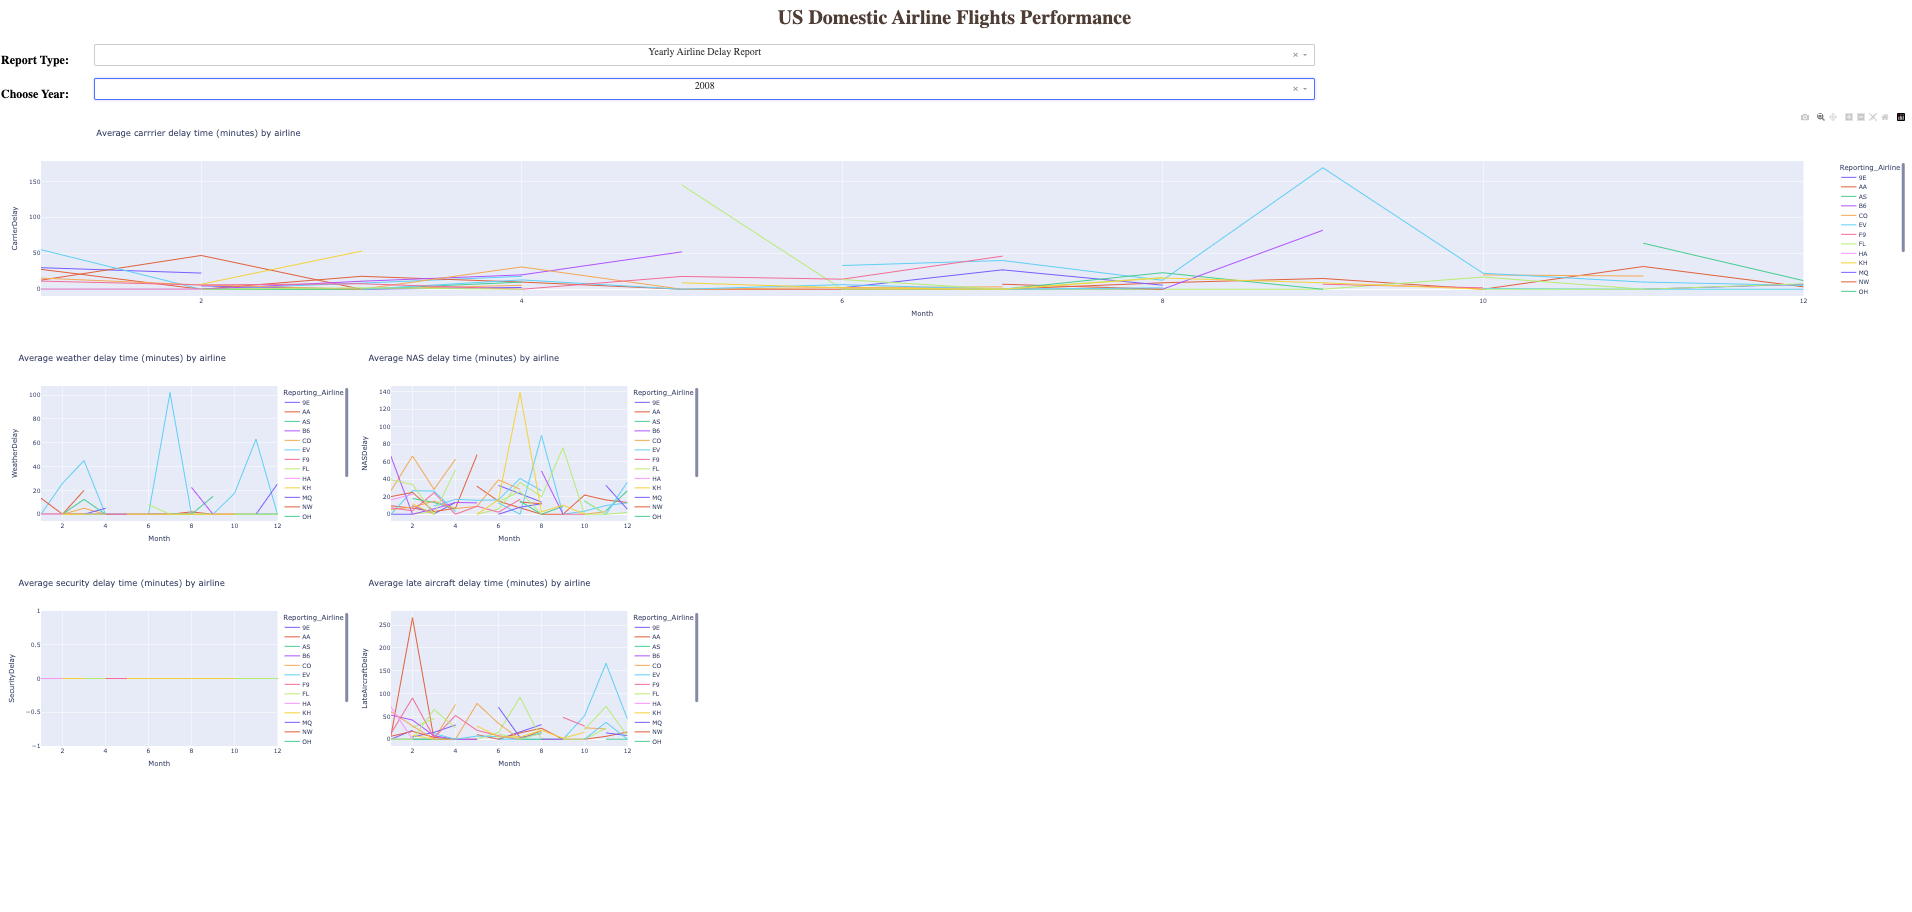 US Domestic Airline Flights Performance
Report Type:
Yearly Airline Delay Report
× 
Choose Year:
2008
×
Average carrrier delay time (minutes) by airline
CarrierDelay
150
100
50
0
2
4
6
8
10
12
Month
Reporting_Airline
9E
AA
AS
B6
CO
EV
F9
FL
HA
KH
MQ
NW
OH
Average weather delay time (minutes) by airline
WeatherDelay
100
80
60
40
20
0
2
4
6
8
10
12
Month
Reporting_Airline
9E
AA
AS
B6
CO
EV
F9
FL
HA
KH
MQ
NW
OH
Average NAS delay time (minutes) by airline
NASDelay
140
120
100
80
60
40
20
0
2
4
6
8
10
12
Month
Reporting_Airline
9E
AA
AS
B6
CO
EV
F9
FL
HA
KH
MQ
NW
OH
Average security delay time (minutes) by airline
SecurityDelay
1
0.5
0
−0.5
−1
2
4
6
8
10
12
Month
Reporting_Airline
9E
AA
AS
B6
CO
EV
F9
FL
HA
KH
MQ
NW
OH
Average late aircraft delay time (minutes) by airline
LateAircraftDelay
250
200
150
100
50
0
2
4
6
8
10
12
Month
Reporting_Airline
9E
AA
AS
B6
CO
EV
F9
FL
HA
KH
MQ
NW
OH